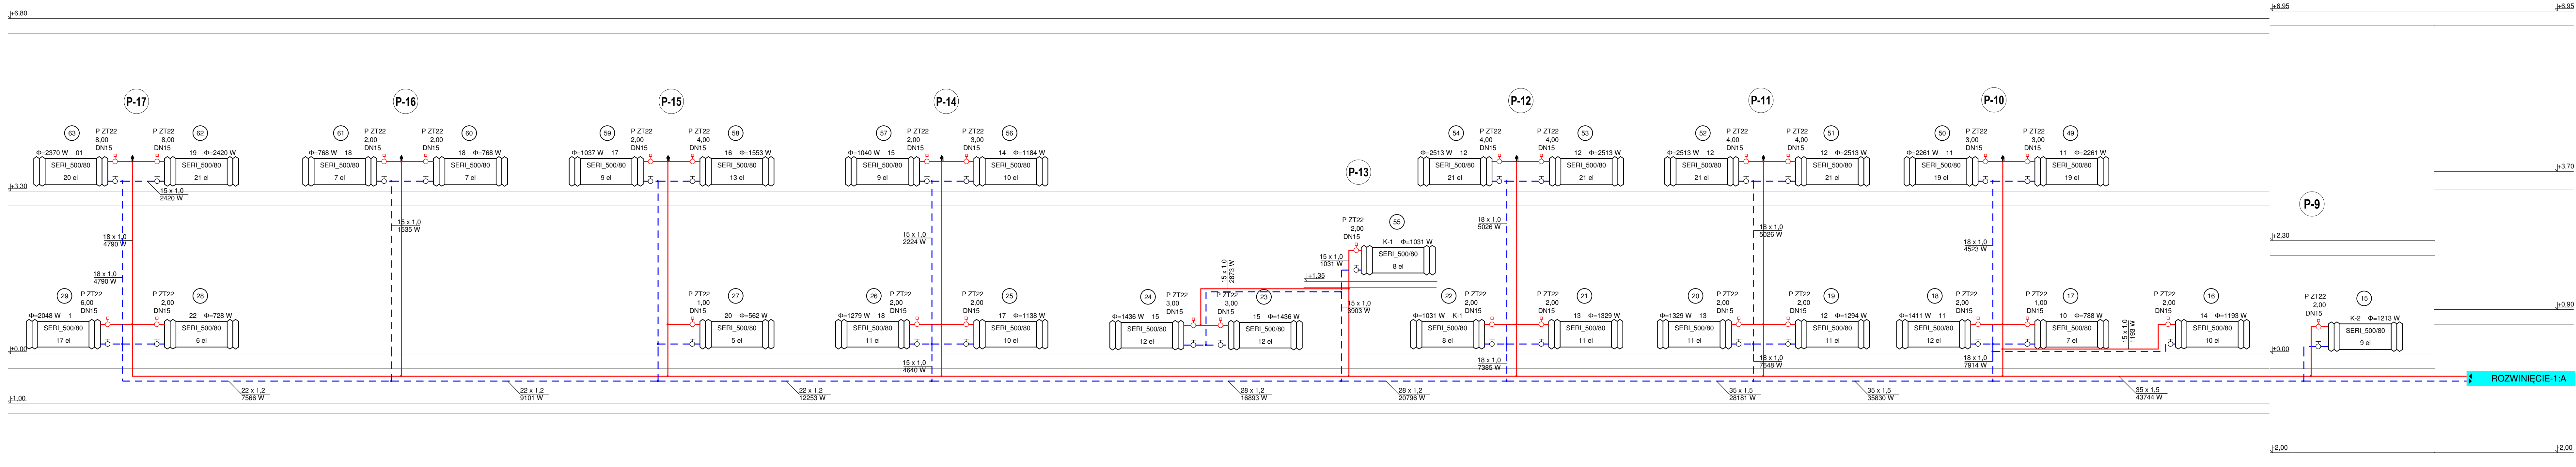 +6,80
+6,95
+6,95
P-17
P-16
P-15
P-14
P-12
P-11
P-10
63
P ZT22
8,00
DN15
Φ=2370 W 01
SERI_500/80
20 el
P ZT22
8,00
DN15
62
19 Φ=2420 W
SERI_500/80
21 el
15 x 1,0
2420 W
61
P ZT22
2,00
DN15
Φ=768 W 18
SERI_500/80
7 el
P ZT22
2,00
DN15
60
18 Φ=768 W
SERI_500/80
7 el
59
P ZT22
2,00
DN15
Φ=1037 W 17
SERI_500/80
9 el
P ZT22
4,00
DN15
58
16 Φ=1553 W
SERI_500/80
13 el
57
P ZT22
2,00
DN15
Φ=1040 W 15
SERI_500/80
9 el
P ZT22
3,00
DN15
56
14 Φ=1184 W
SERI_500/80
10 el
54
P ZT22
4,00
DN15
Φ=2513 W 12
SERI_500/80
21 el
P ZT22
4,00
DN15
53
12 Φ=2513 W
SERI_500/80
21 el
52
P ZT22
4,00
DN15
Φ=2513 W 12
SERI_500/80
21 el
P ZT22
4,00
DN15
51
12 Φ=2513 W
SERI_500/80
21 el
50
P ZT22
3,00
DN15
Φ=2261 W 11
SERI_500/80
19 el
P ZT22
3,00
DN15
49
11 Φ=2261 W
SERI_500/80
19 el
+3,30
+3,70
P-13
P-9
18 x 1,0
4790 W
18 x 1,0
4790 W
15 x 1,0
1535 W
15 x 1,0
2224 W
P ZT22
2,00
DN15
55
K-1 Φ=1031 W
SERI_500/80
8 el
15 x 1,0
1031 W
15 x 1,0
2873 W
+1,35
15 x 1,0
3903 W
18 x 1,0
5026 W
18 x 1,0
5026 W
18 x 1,0
4523 W
+2,30
+0,90
29
P ZT22
6,00
DN15
Φ=2048 W 1
SERI_500/80
17 el
P ZT22
2,00
DN15
28
22 Φ=728 W
SERI_500/80
6 el
P ZT22
1,00
DN15
27
20 Φ=562 W
SERI_500/80
5 el
26
P ZT22
2,00
DN15
Φ=1279 W 18
SERI_500/80
11 el
P ZT22
2,00
DN15
25
17 Φ=1138 W
SERI_500/80
10 el
24
P ZT22
3,00
DN15
Φ=1436 W 15
SERI_500/80
12 el
P ZT22
3,00
DN15
23
15 Φ=1436 W
SERI_500/80
12 el
22
P ZT22
2,00
DN15
Φ=1031 W K-1
SERI_500/80
8 el
P ZT22
2,00
DN15
21
13 Φ=1329 W
SERI_500/80
11 el
20
P ZT22
2,00
DN15
Φ=1329 W 13
SERI_500/80
11 el
P ZT22
2,00
DN15
19
12 Φ=1294 W
SERI_500/80
11 el
18
P ZT22
2,00
DN15
Φ=1411 W 11
SERI_500/80
12 el
P ZT22
1,00
DN15
17
10 Φ=788 W
SERI_500/80
7 el
15 x 1,0
1193 W
P ZT22
2,00
DN15
16
14 Φ=1193 W
SERI_500/80
10 el
P ZT22
2,00
DN15
15
K-2 Φ=1213 W
SERI_500/80
9 el
±0,00
±0,00
15 x 1,0
4640 W
18 x 1,0
7385 W
18 x 1,0
7648 W
18 x 1,0
7914 W
22 x 1,2
7566 W
22 x 1,2
9101 W
22 x 1,2
12253 W
28 x 1,2
16893 W
28 x 1,2
20796 W
35 x 1,5
28181 W
35 x 1,5
35830 W
35 x 1,5
43744 W
ROZWINIĘCIE-1:A
-1,00
-2,00
-2,00